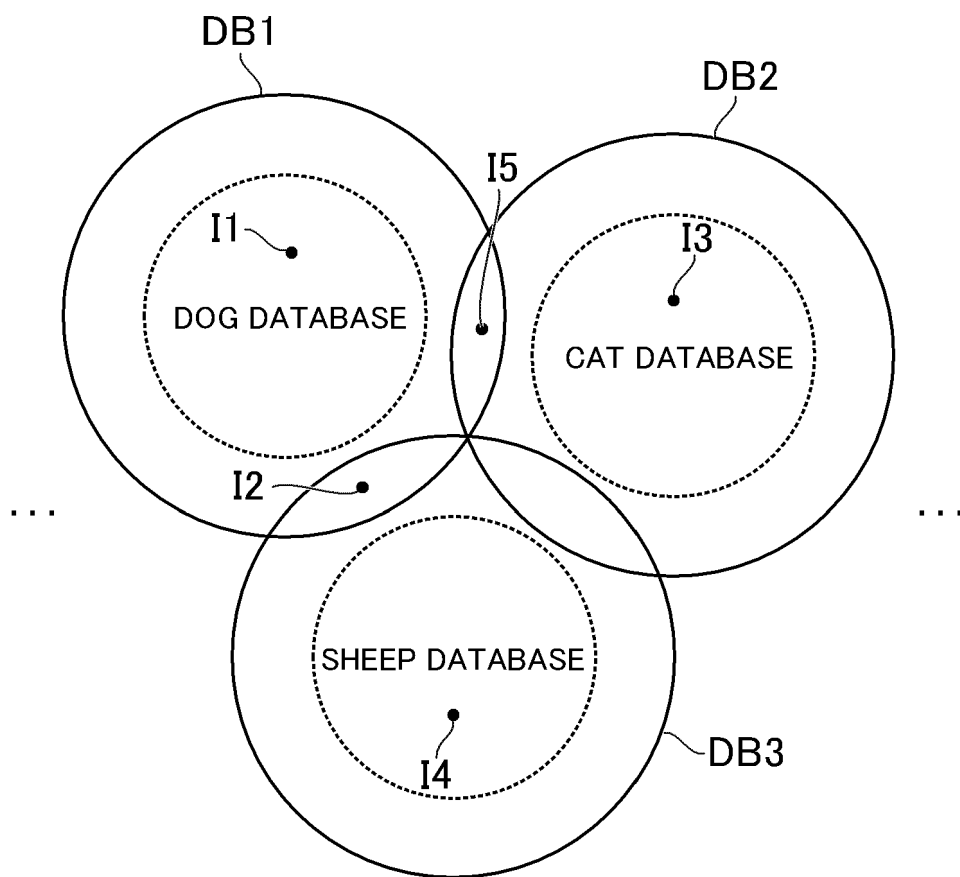 DB1
DB2
I5
I1
I3
DOG DATABASE
CAT DATABASE
I2
... ...
SHEEP DATABASE
DB3
I4